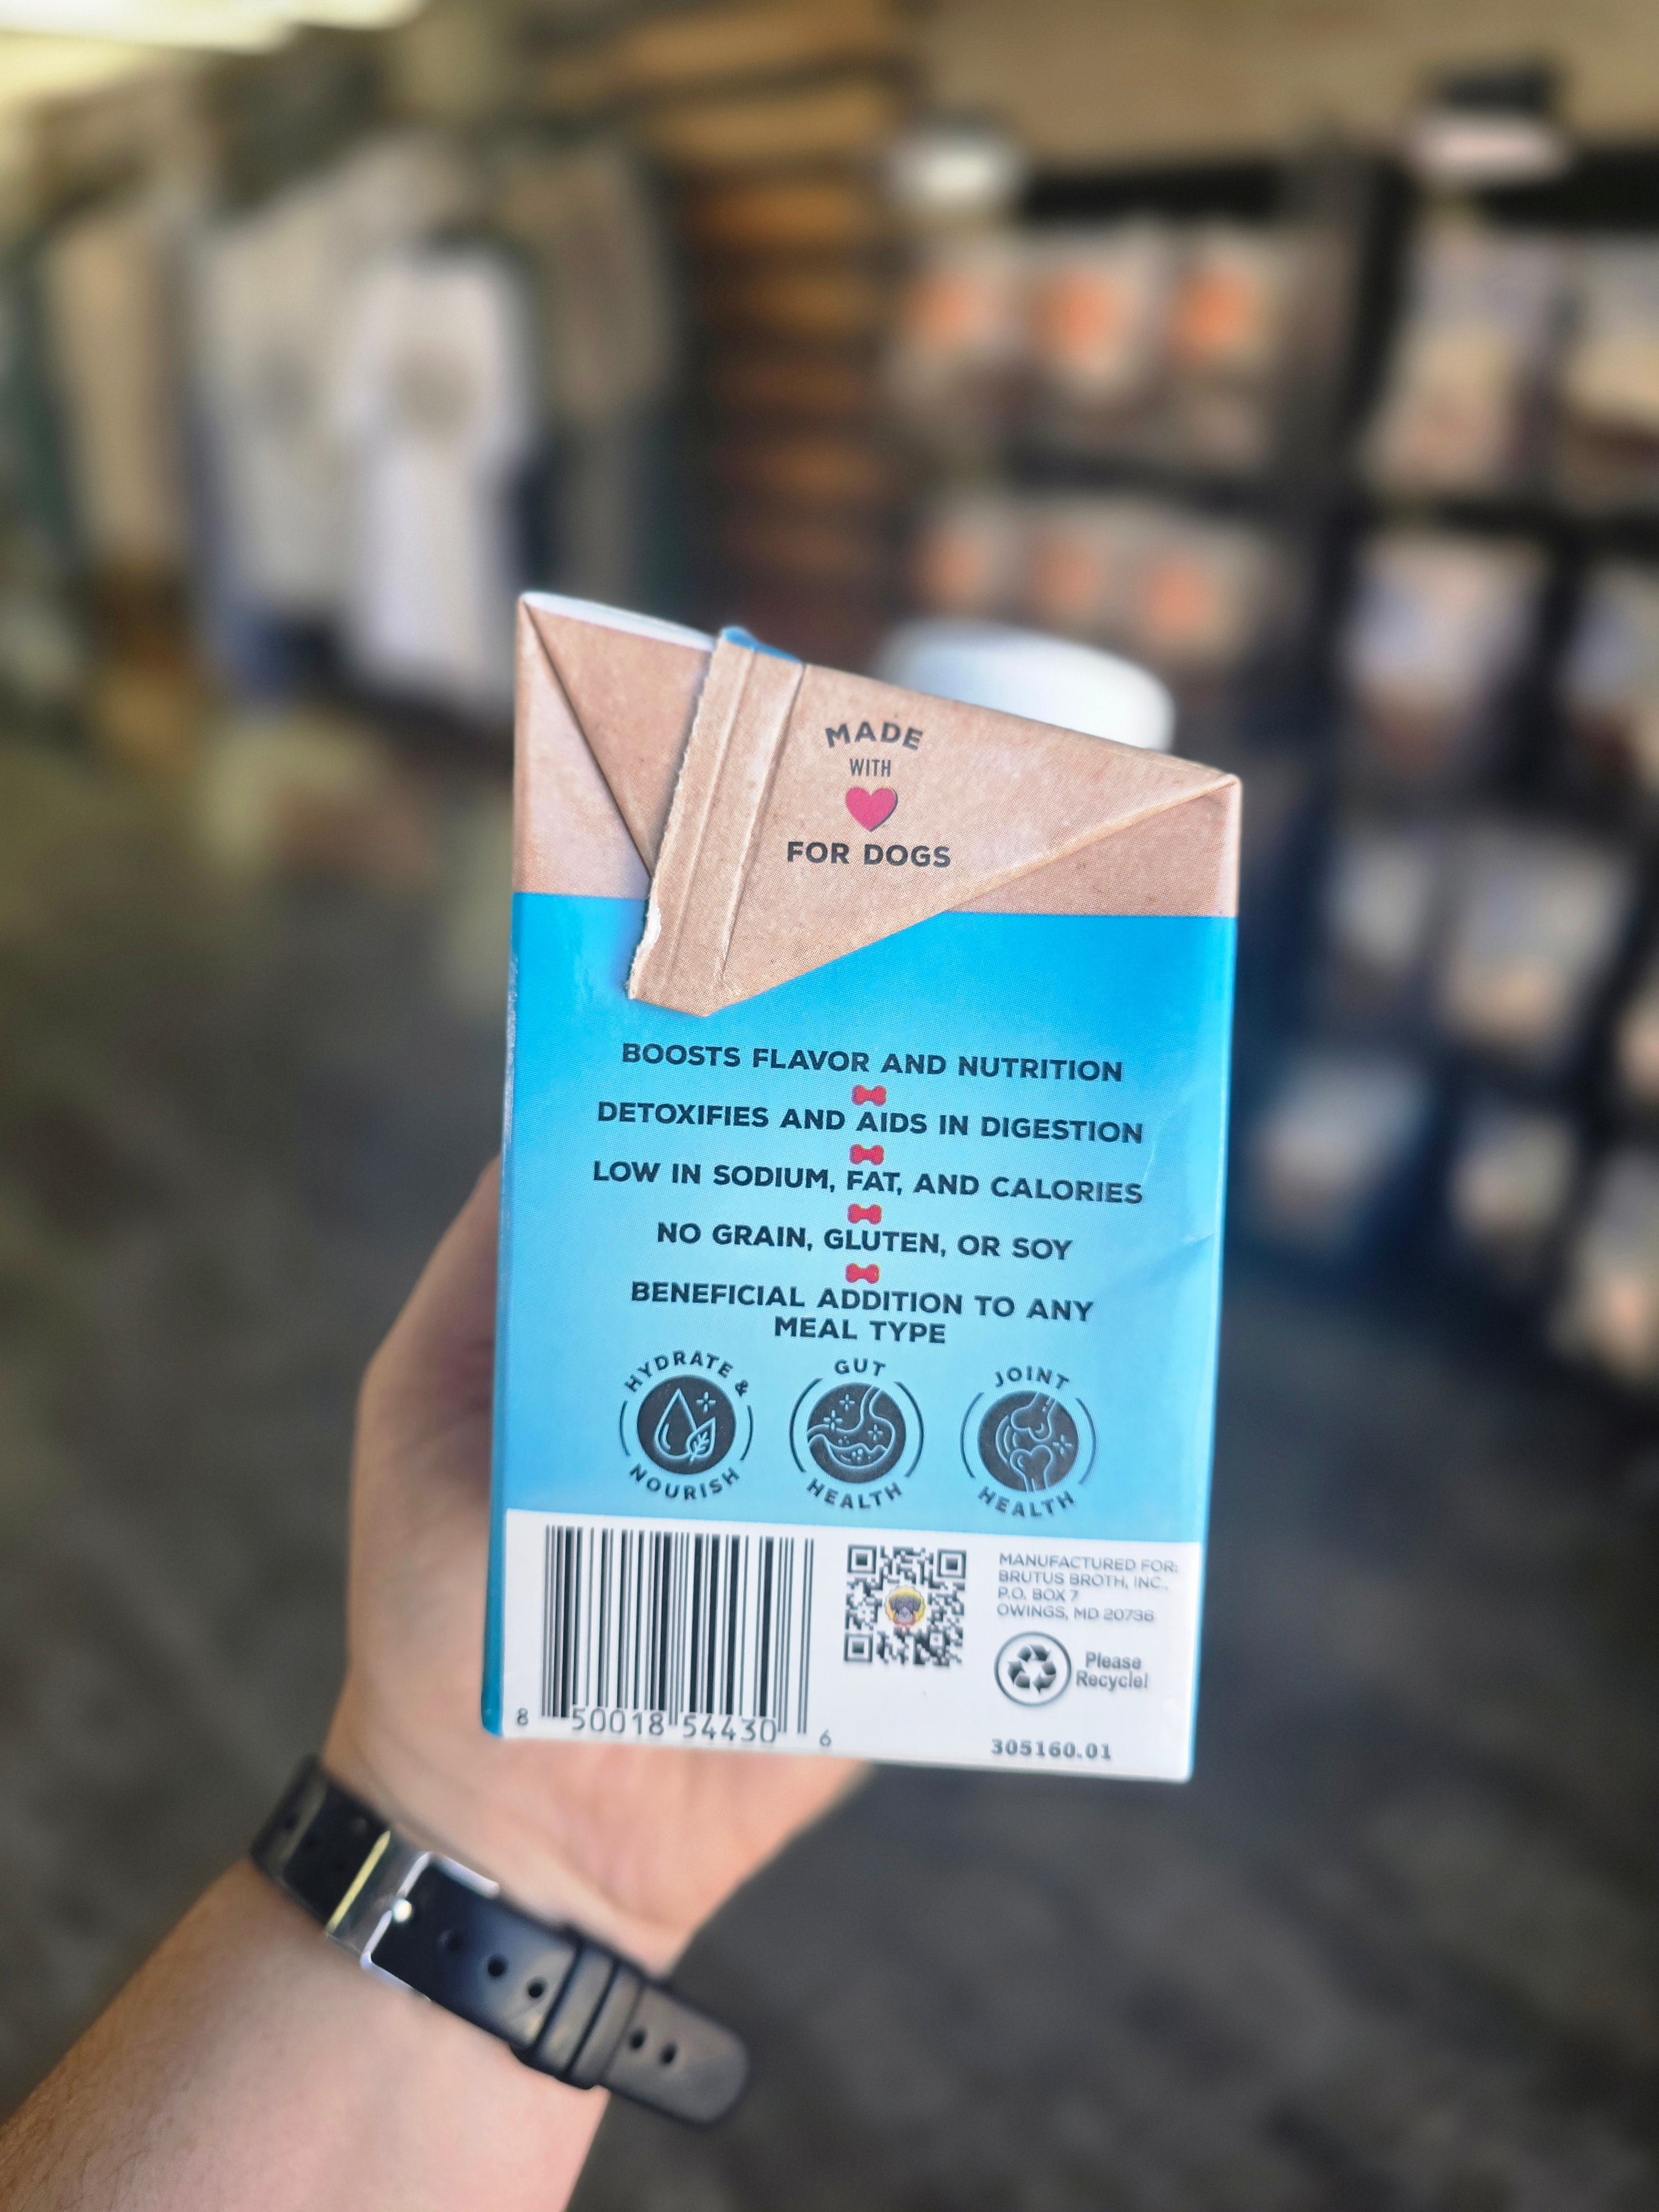 MADE
WITH
FOR DOGS
BOOSTS FLAVOR AND NUTRITION
DETOXIFIES AND AIDS IN DIGESTION
LOW IN SODIUM, FAT, AND CALORIES
NO GRAIN, GLUTEN, OR SOY
BENEFICIAL ADDITION TO ANY
MEAL TYPE
HYDRATE &
NOURISH
GUT
HEALTH
JOINT
HEALTH
8 50018 54430 6
MANUFACTURED FOR:
BRUTUS BROTH, INC.,
P.O. BOX 7
OWINGS, MD 20736
Please
Recycle!
305160.01